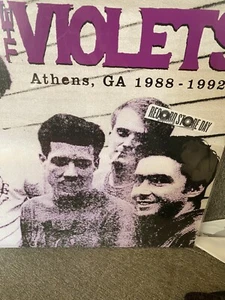 THE
VIOLETS
Athens, GA 1988-1992
RECORD STORE DAY